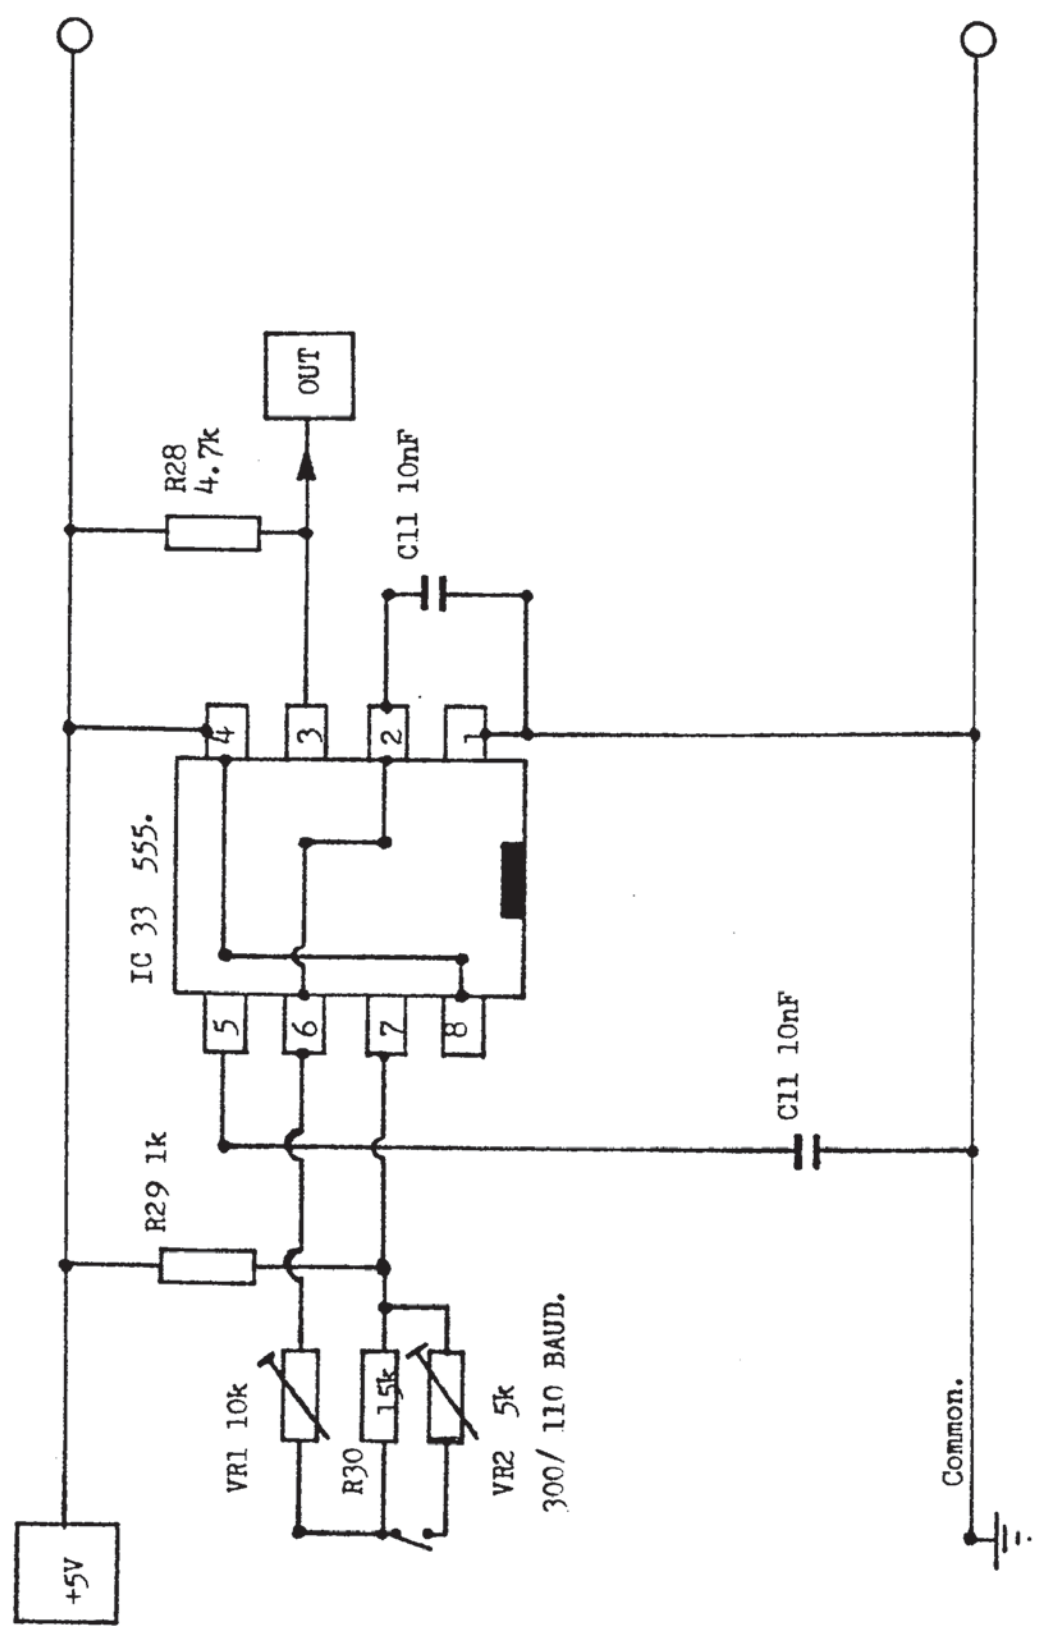 +5V
VR1 10k
R30
15k
VR2 5k
300/ 110 BAUD.
Common.
R29 1k
C11 10nF
IC 33 555.
5
6
7
8
4
3
2
1
R28
4.7k
C11 10nF
OUT